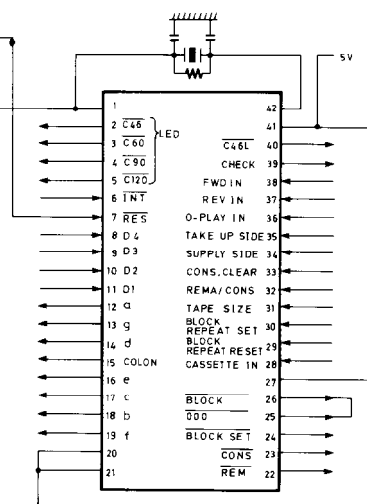 5V
1 42
41
2 C46 LED C46L 40
3 C60 CHECK 39
4 C90 FWD IN 38
5 C120 REV IN 37
6 INT O-PLAY IN 36
7 RES TAKE UP SIDE 35
8 D4 SUPPLY SIDE 34
9 D3 CONS.CLEAR 33
10 D2 REMA/CONS 32
11 D1 TAPE SIZE 31
12 a BLOCK REPEAT SET 30
13 g BLOCK REPEAT RESET 29
14 d CASSETTE IN 28
15 COLON 27
16 e
17 c BLOCK 26
18 b 000 25
19 f BLOCK SET 24
20 CONS 23
21 REM 22